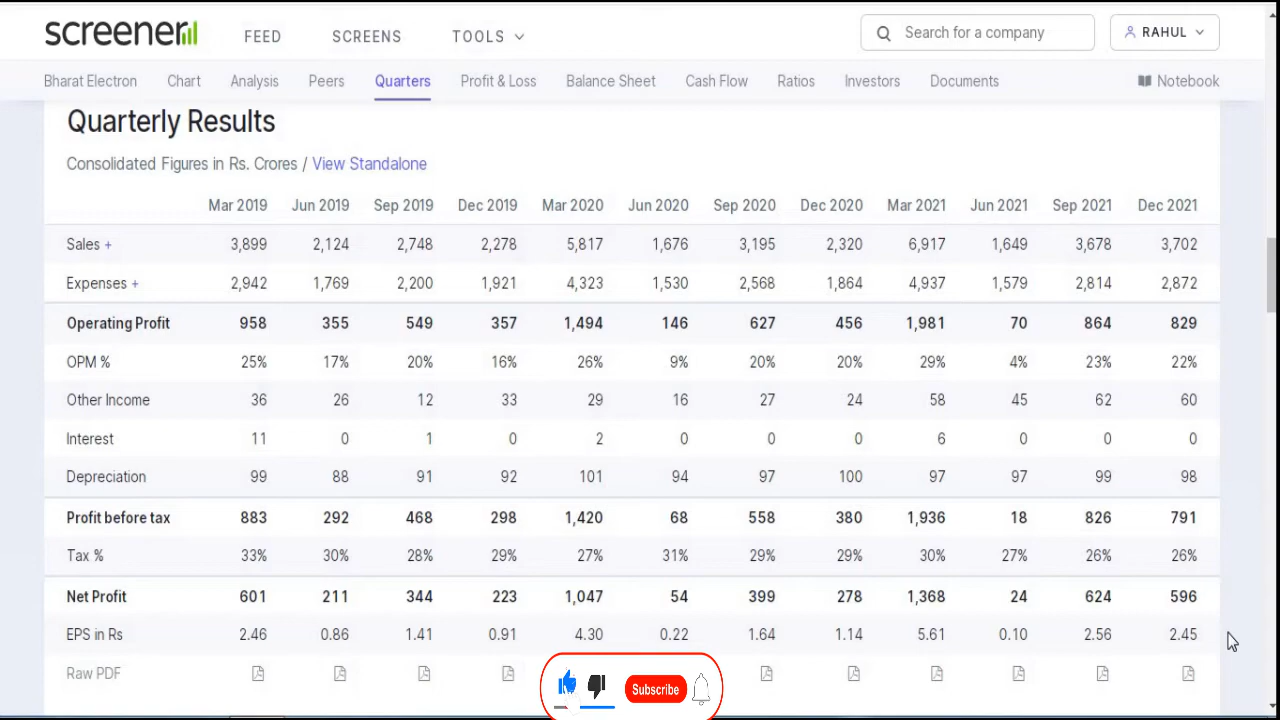 screener FEED SCREENS TOOLS Search for a company RAHUL
Bharat Electron Chart Analysis Peers Quarters Profit & Loss Balance Sheet Cash Flow Ratios Investors Documents Notebook
Quarterly Results
Consolidated Figures in Rs. Crores / View Standalone
Mar 2019 Jun 2019 Sep 2019 Dec 2019 Mar 2020 Jun 2020 Sep 2020 Dec 2020 Mar 2021 Jun 2021 Sep 2021 Dec 2021
Sales + 3,899 2,124 2,748 2,278 5,817 1,676 3,195 2,320 6,917 1,649 3,678 3,702
Expenses + 2,942 1,769 2,200 1,921 4,323 1,530 2,568 1,864 4,937 1,579 2,814 2,872
Operating Profit 958 355 549 357 1,494 146 627 456 1,981 70 864 829
OPM % 25% 17% 20% 16% 26% 9% 20% 20% 29% 4% 23% 22%
Other Income 36 26 12 33 29 16 27 24 58 45 62 60
Interest 11 0 1 0 2 0 0 0 6 0 0 0
Depreciation 99 88 91 92 101 94 97 100 97 97 99 98
Profit before tax 883 292 468 298 1,420 68 558 380 1,936 18 826 791
Tax % 33% 30% 28% 29% 27% 31% 29% 29% 30% 27% 26% 26%
Net Profit 601 211 344 223 1,047 54 399 278 1,368 24 624 596
EPS in Rs 2.46 0.86 1.41 0.91 4.30 0.22 1.64 1.14 5.61 0.10 2.56 2.45
Raw PDF
Subscribe